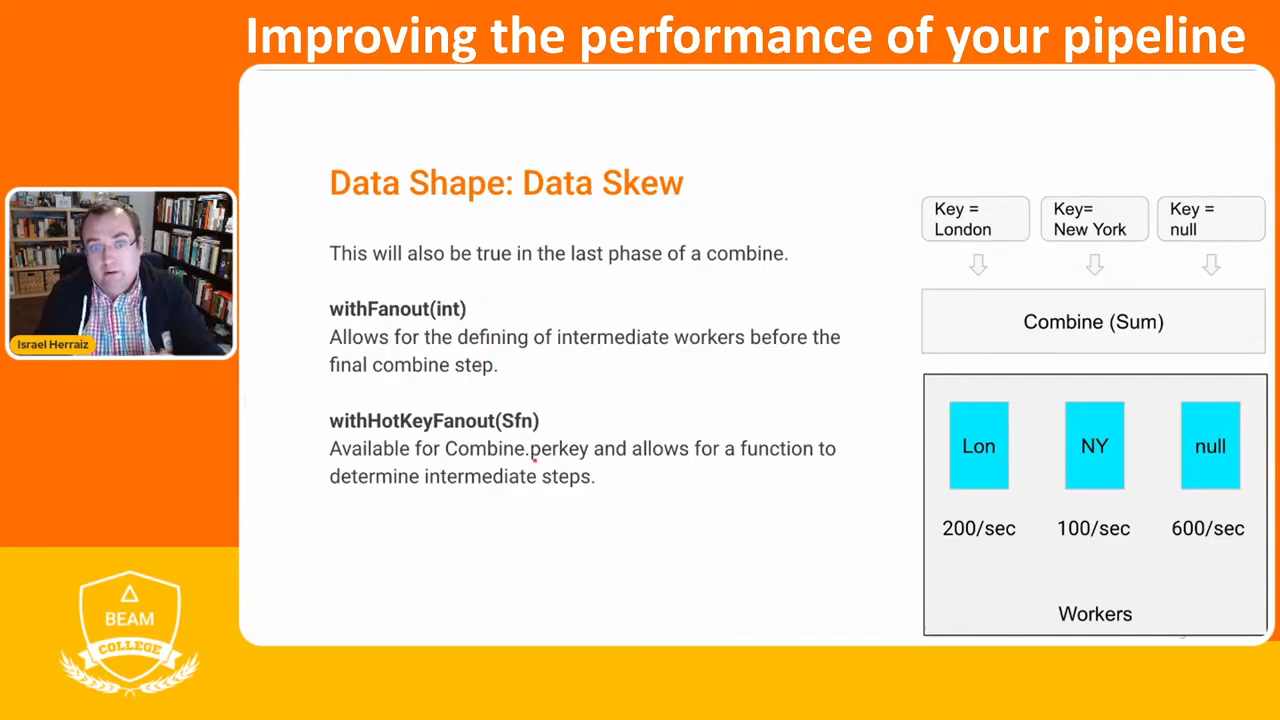 Improving the performance of your pipeline
Data Shape: Data Skew
This will also be true in the last phase of a combine.
withFanout(int)
Allows for the defining of intermediate workers before the
final combine step.
withHotKeyFanout(Sfn)
Available for Combine.perkey and allows for a function to
determine intermediate steps.
Key =
London
Key=
New York
Key =
null
Combine (Sum)
Lon
NY
null
200/sec
100/sec
600/sec
Workers
Israel Herraiz
BEAM
COLLEGE